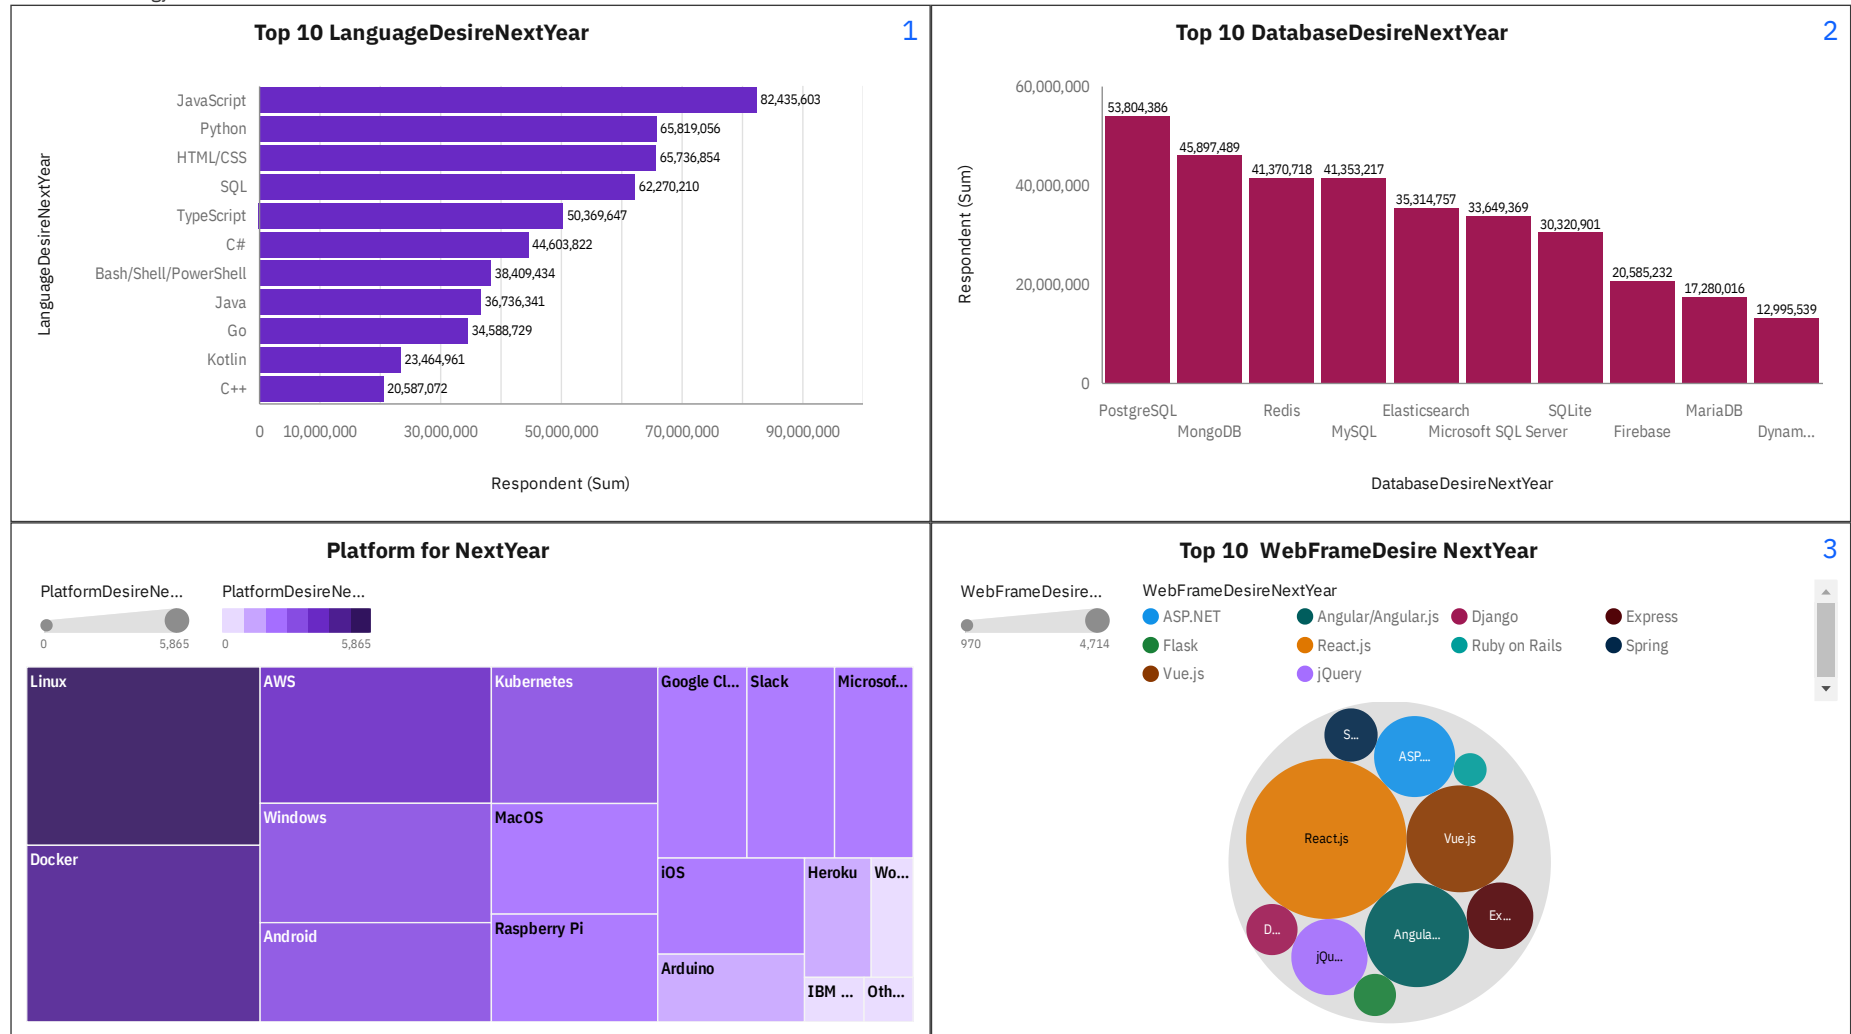 Top 10 LanguageDesireNextYear
1
LanguageDesireNextYear
JavaScript
82,435,603
Python
65,819,056
HTML/CSS
65,736,854
SQL
62,270,210
TypeScript
50,369,647
C#
44,603,822
Bash/Shell/PowerShell
38,409,434
Java
36,736,341
Go
34,588,729
Kotlin
23,464,961
C++
20,587,072
0 10,000,000 30,000,000 50,000,000 70,000,000 90,000,000
Respondent (Sum)
Top 10 DatabaseDesireNextYear
2
Respondent (Sum)
60,000,000
40,000,000
20,000,000
0
53,804,386
45,897,489
41,370,718
41,353,217
35,314,757
33,649,369
30,320,901
20,585,232
17,280,016
12,995,539
PostgreSQL Redis Elasticsearch SQLite MariaDB
MongoDB MySQL Microsoft SQL Server Firebase Dynam...
DatabaseDesireNextYear
Platform for NextYear
PlatformDesireNe...
0 5,865
PlatformDesireNe...
0 5,865
Linux
Docker
AWS
Windows
Android
Kubernetes
MacOS
Raspberry Pi
Google Cl...
Slack
Microsof...
iOS
Arduino
Heroku
Wo...
IBM ...
Oth...
Top 10 WebFrameDesire NextYear
3
WebFrameDesire...
970 4,714
WebFrameDesireNextYear
ASP.NET Angular/Angular.js Django Express
Flask React.js Ruby on Rails Spring
Vue.js jQuery
S...
ASP....
React.js
Vue.js
D...
jQu...
Angula...
Ex...